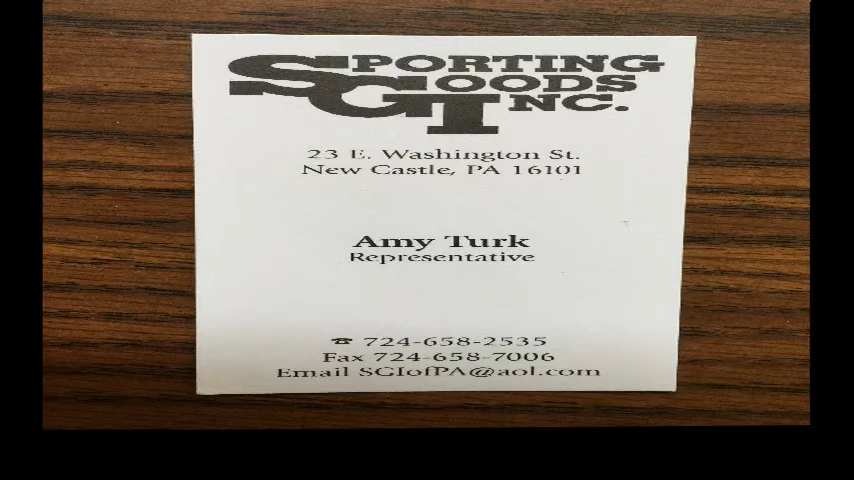 SPORTING
GOODS
INC.
23 E. Washington St.
New Castle, PA 16101
Amy Turk
Representative
☎ 724-658-2535
Fax 724-658-7006
Email SGIofPA@aol.com